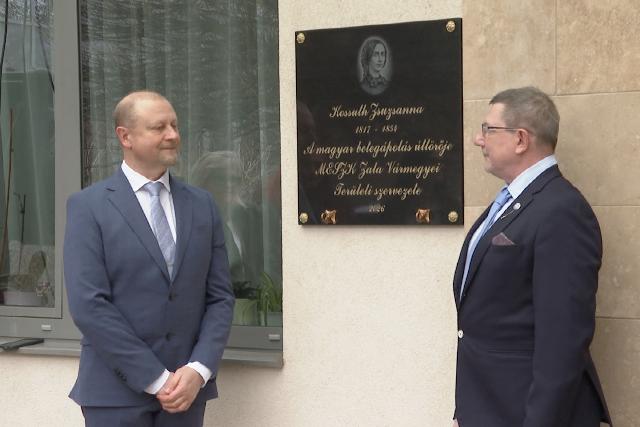 Kossuth Zsuzsanna
1817 - 1854
A magyar betegápolás úttörője
MESZK Zala Vármegyei
Területi szervezete
2026